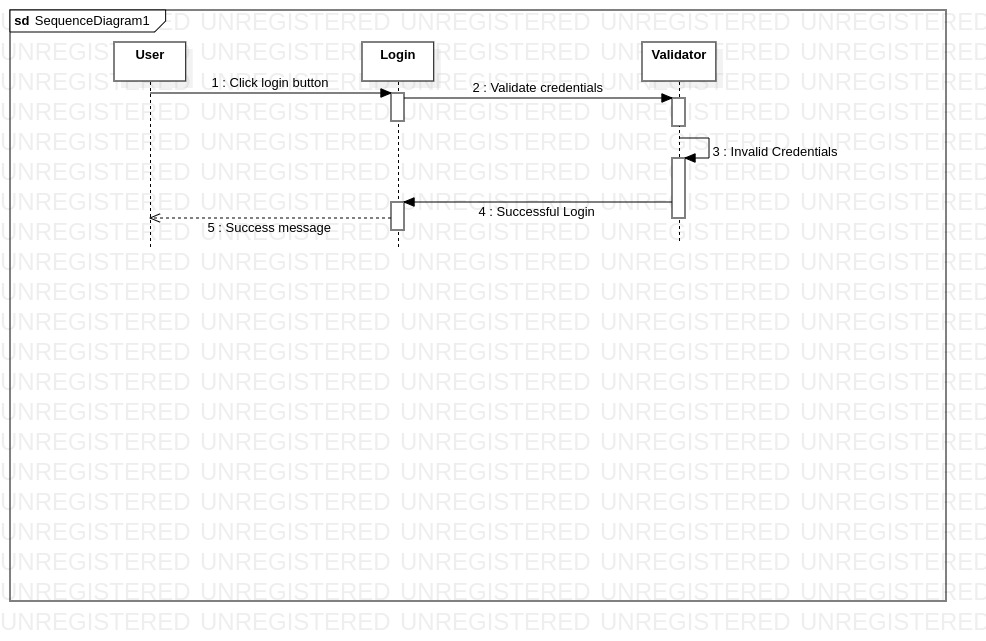 sd SequenceDiagram1
User
Login
Validator
1 : Click login button
2 : Validate credentials
3 : Invalid Credentials
4 : Successful Login
5 : Success message
UNREGISTERED UNREGISTERED UNREGISTERED UNREGISTERED UNREGISTERED